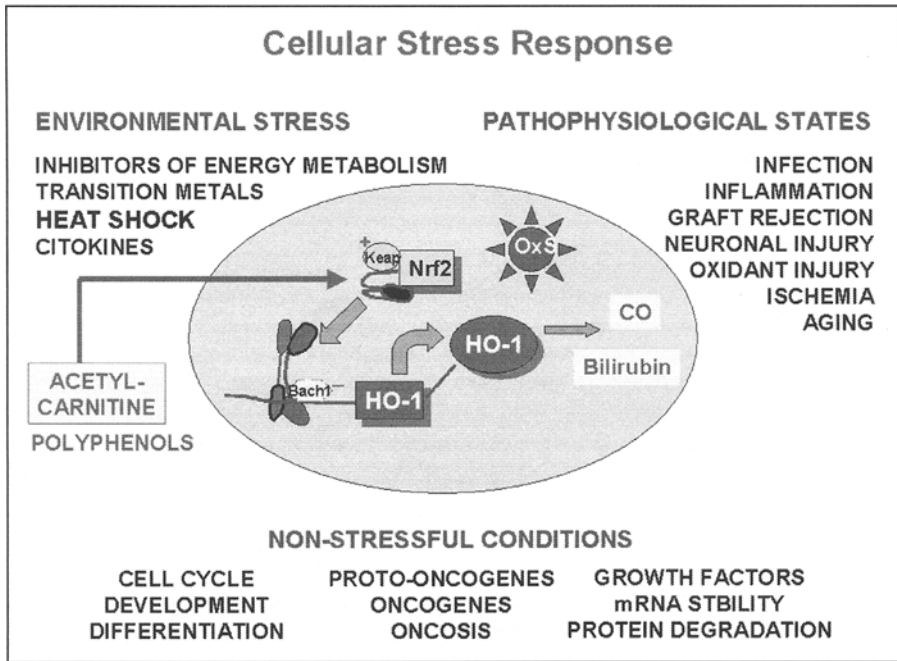 Cellular Stress Response
ENVIRONMENTAL STRESS
INHIBITORS OF ENERGY METABOLISM
TRANSITION METALS
HEAT SHOCK
CITOKINES
PATHOPHYSIOLOGICAL STATES
INFECTION
INFLAMMATION
GRAFT REJECTION
NEURONAL INJURY
OXIDANT INJURY
ISCHEMIA
AGING
+
Keap
Nrf2
OxS
HO-1
CO
Bilirubin
Bach1
−
HO-1
ACETYL-
CARNITINE
POLYPHENOLS
NON-STRESSFUL CONDITIONS
CELL CYCLE
DEVELOPMENT
DIFFERENTIATION
PROTO-ONCOGENES
ONCOGENES
ONCOSIS
GROWTH FACTORS
mRNA STBILITY
PROTEIN DEGRADATION